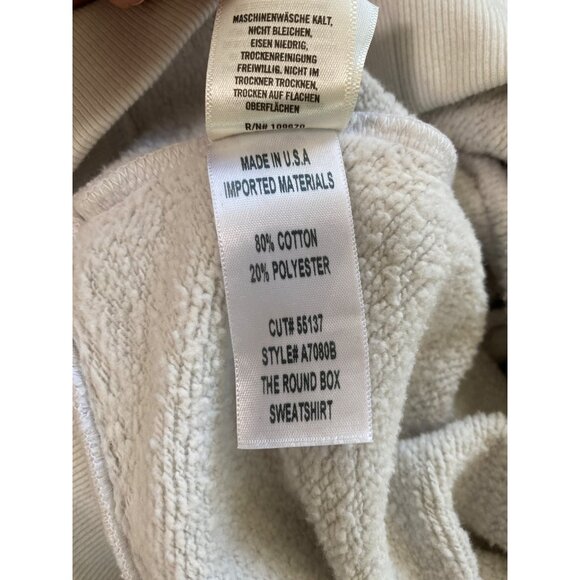 MASCHINENWÄSCHE KALT,
NICHT BLEICHEN,
EISEN NIEDRIG,
TROCKENREINIGUNG
FREIWILLIG. NICHT IM
TROCKNER TROCKNEN,
TROCKEN AUF FLACHEN
OBERFLÄCHEN
R/N#
MADE IN U.S.A
IMPORTED MATERIALS
80% COTTON
20% POLYESTER
CUT# 55137
STYLE# A7080B
THE ROUND BOX
SWEATSHIRT